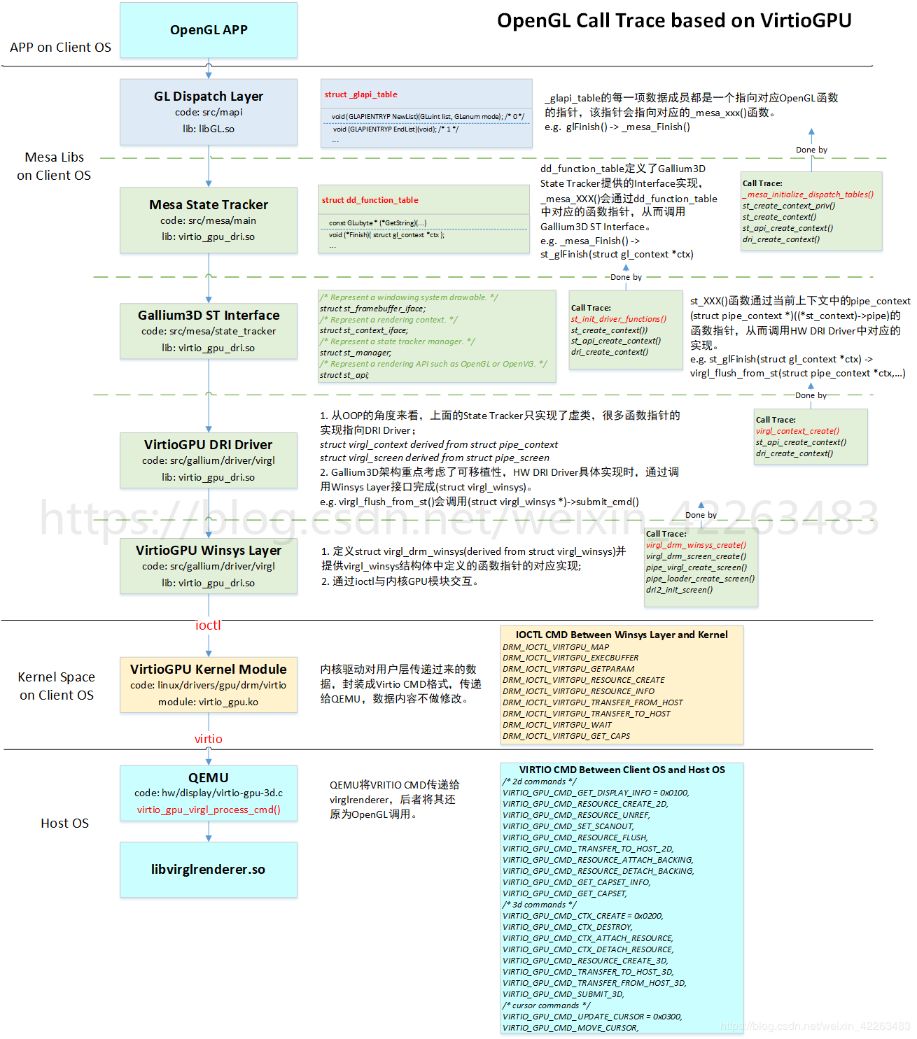 OpenGL Call Trace based on VirtioGPU
OpenGL APP
APP on Client OS
GL Dispatch Layer
code: src/mapi
lib: libGL.so
struct _glapi_table
void (GLAPIENTRYP NewList)(GLuint list, GLenum mode); /* 0 */
void (GLAPIENTRYP EndList)(void); /* 1 */
...
_glapi_table的每一项数据成员都是一个指向对应OpenGL函数
的指针，该指针会指向对应的_mesa_xxx()函数。
e.g. glFinish() -> _mesa_Finish()
Done by
Mesa Libs
on Client OS
Mesa State Tracker
code: src/mesa/main
lib: virtio_gpu_dri.so
struct dd_function_table
const GLubyte * (*GetString)(...)
void (*Finish)( struct gl_context *ctx );
...
dd_function_table定义了Gallium3D
State Tracker提供的Interface实现，
_mesa_XXX()会通过dd_function_table
中对应的函数指针，从而调用
Gallium3D ST Interface。
e.g. _mesa_Finish() ->
st_glFinish(struct gl_context *ctx)
Call Trace:
_mesa_initialize_dispatch_tables()
st_create_context_priv()
st_create_context()
st_api_create_context()
dri_create_context()
Done by
Gallium3D ST Interface
code: src/mesa/state_tracker
lib: virtio_gpu_dri.so
/* Represent a windowing system drawable. */
struct st_framebuffer_iface;
/* Represent a rendering context. */
struct st_context_iface;
/* Represent a state tracker manager. */
struct st_manager;
/* Represent a rendering API such as OpenGL or OpenVG. */
struct st_api;
Call Trace:
st_init_driver_functions()
st_create_context())
st_api_create_context()
dri_create_context()
st_XXX()函数通过当前上下文中的pipe_context
(struct pipe_context *)((*st_context)->pipe)的
函数指针，从而调用HW DRI Driver中对应的
实现。
e.g. st_glFinish(struct gl_context *ctx) ->
virgl_flush_from_st(struct pipe_context *ctx,…)
Done by
VirtioGPU DRI Driver
code: src/gallium/driver/virgl
lib: virtio_gpu_dri.so
1. 从OOP的角度来看，上面的State Tracker只实现了虚类，很多函数指针的
实现指向DRI Driver；
struct virgl_context derived from struct pipe_context
struct virgl_screen derived from struct pipe_screen
2. Gallium3D架构重点考虑了可移植性，HW DRI Driver具体实现时，通过调
用Winsys Layer接口完成(struct virgl_winsys)。
e.g. virgl_flush_from_st()会调用(struct virgl_winsys *)->submit_cmd()
Call Trace:
virgl_context_create()
st_api_create_context()
dri_create_context()
https://blog.csdn.net/weixin_42263483
Done by
VirtioGPU Winsys Layer
code: src/gallium/driver/virgl
lib: virtio_gpu_dri.so
1. 定义struct virgl_drm_winsys(derived from struct virgl_winsys)并
提供virgl_winsys结构体中定义的函数指针的对应实现;
2. 通过ioctl与内核GPU模块交互。
Call Trace:
virgl_drm_winsys_create()
virgl_drm_screen_create()
pipe_virgl_create_screen()
pipe_loader_create_screen()
dri2_init_screen()
ioctl
Kernel Space
on Client OS
VirtioGPU Kernel Module
code: linux/drivers/gpu/drm/virtio
module: virtio_gpu.ko
内核驱动对用户层传递过来的数
据，封装成Virtio CMD格式，传递
给QEMU，数据内容不做修改。
IOCTL CMD Between Winsys Layer and Kernel
DRM_IOCTL_VIRTGPU_MAP
DRM_IOCTL_VIRTGPU_EXECBUFFER
DRM_IOCTL_VIRTGPU_GETPARAM
DRM_IOCTL_VIRTGPU_RESOURCE_CREATE
DRM_IOCTL_VIRTGPU_RESOURCE_INFO
DRM_IOCTL_VIRTGPU_TRANSFER_FROM_HOST
DRM_IOCTL_VIRTGPU_TRANSFER_TO_HOST
DRM_IOCTL_VIRTGPU_WAIT
DRM_IOCTL_VIRTGPU_GET_CAPS
virtio
Host OS
QEMU
code: hw/display/virtio-gpu-3d.c
virtio_gpu_virgl_process_cmd()
QEMU将VRITIO CMD传递给
virglrenderer，后者将其还
原为OpenGL调用。
libvirglrenderer.so
VIRTIO CMD Between Client OS and Host OS
/* 2d commands */
VIRTIO_GPU_CMD_GET_DISPLAY_INFO = 0x0100,
VIRTIO_GPU_CMD_RESOURCE_CREATE_2D,
VIRTIO_GPU_CMD_RESOURCE_UNREF,
VIRTIO_GPU_CMD_SET_SCANOUT,
VIRTIO_GPU_CMD_RESOURCE_FLUSH,
VIRTIO_GPU_CMD_TRANSFER_TO_HOST_2D,
VIRTIO_GPU_CMD_RESOURCE_ATTACH_BACKING,
VIRTIO_GPU_CMD_RESOURCE_DETACH_BACKING,
VIRTIO_GPU_CMD_GET_CAPSET_INFO,
VIRTIO_GPU_CMD_GET_CAPSET,
/* 3d commands */
VIRTIO_GPU_CMD_CTX_CREATE = 0x0200,
VIRTIO_GPU_CMD_CTX_DESTROY,
VIRTIO_GPU_CMD_CTX_ATTACH_RESOURCE,
VIRTIO_GPU_CMD_CTX_DETACH_RESOURCE,
VIRTIO_GPU_CMD_RESOURCE_CREATE_3D,
VIRTIO_GPU_CMD_TRANSFER_TO_HOST_3D,
VIRTIO_GPU_CMD_TRANSFER_FROM_HOST_3D,
VIRTIO_GPU_CMD_SUBMIT_3D,
/* cursor commands */
VIRTIO_GPU_CMD_UPDATE_CURSOR = 0x0300,
VIRTIO_GPU_CMD_MOVE_CURSOR,
https://blog.csdn.net/weixin_42263483